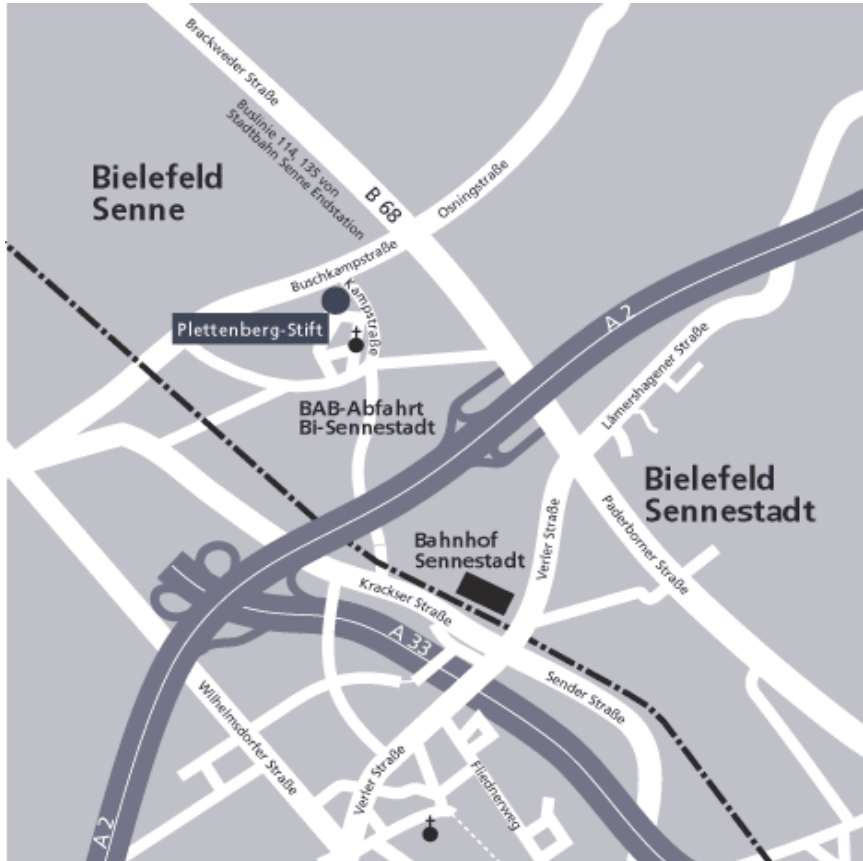 Brackweder Straße
Buslinie 114, 135 von
Stadtbahn Senne Endstation
Bielefeld
Senne
B 68
Osningstraße
Buschkampstraße
Kampstraße
Plettenberg-Stift
A 2
Lämershagener Straße
BAB-Abfahrt
Bi-Sennestadt
Bielefeld
Sennestadt
Paderborner Straße
Verler Straße
Bahnhof
Sennestadt
Krackser Straße
A 33
Sender Straße
Wilhelmsdorfer Straße
Verler Straße
Fliednerweg
A 2